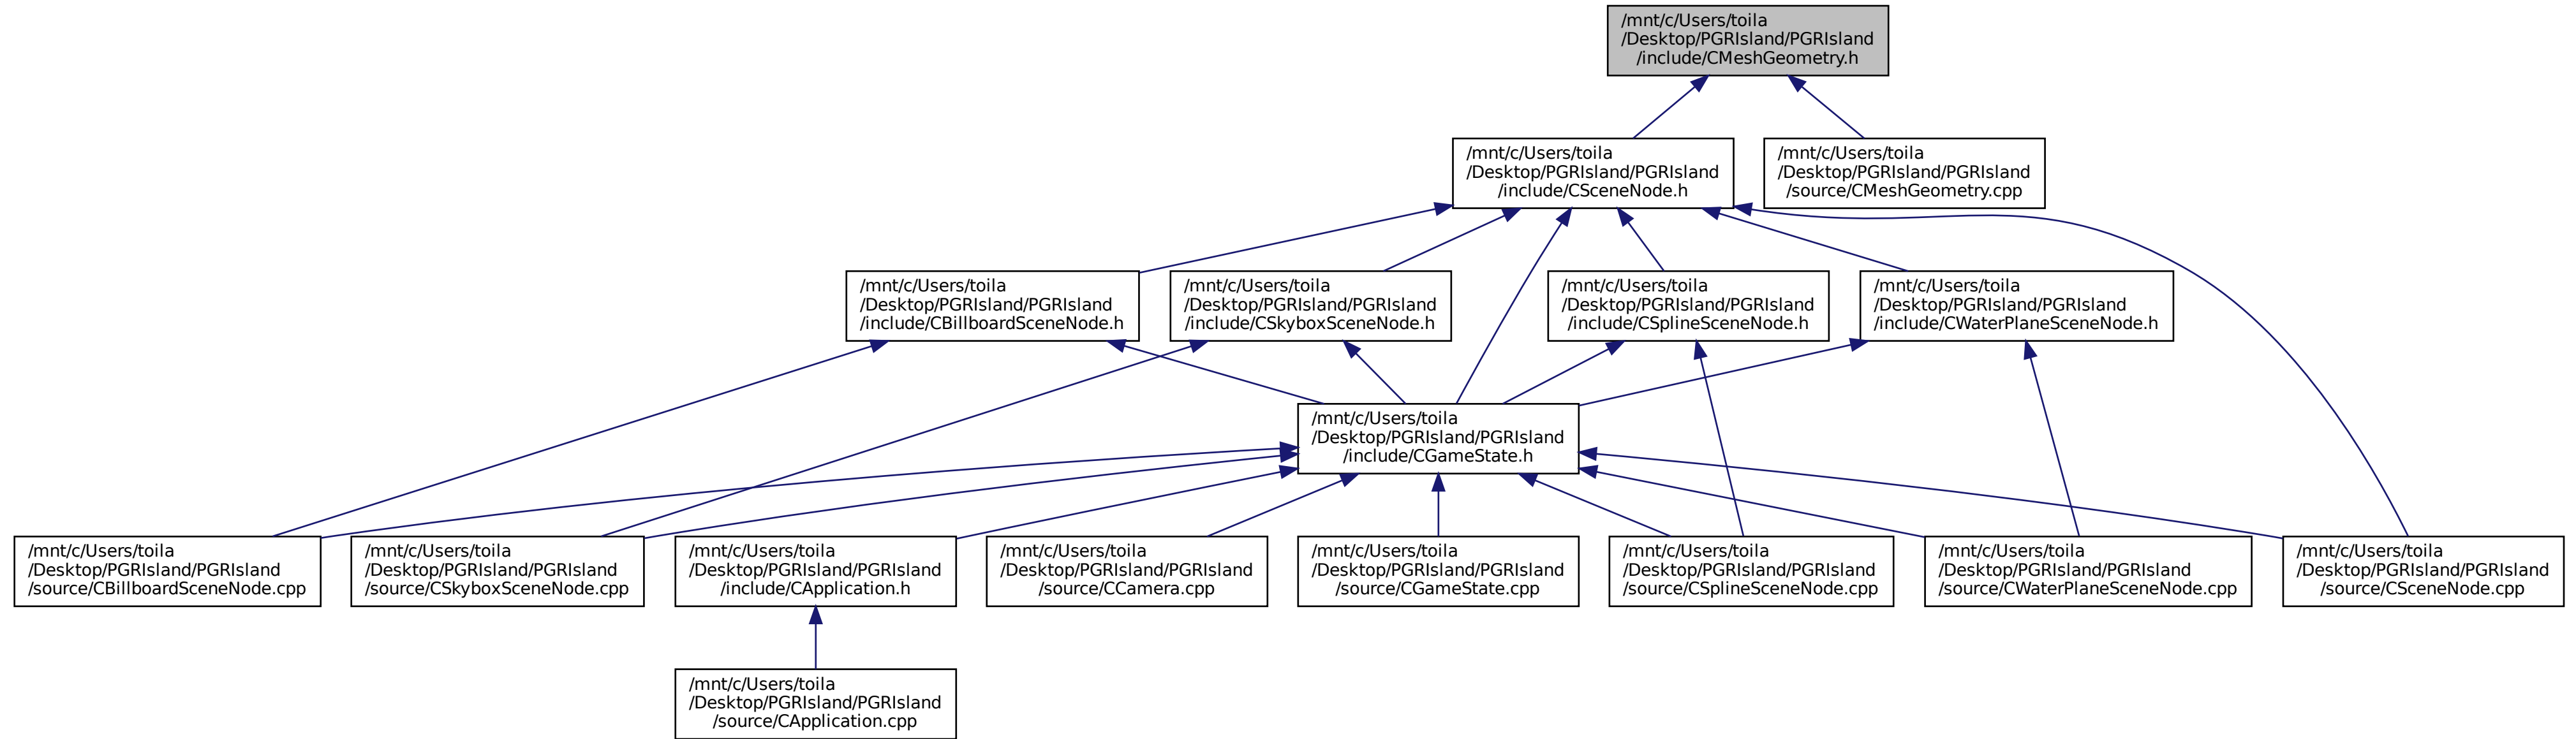 /mnt/c/Users/toila
/Desktop/PGRIsland/PGRIsland
/include/CMeshGeometry.h
/mnt/c/Users/toila
/Desktop/PGRIsland/PGRIsland
/include/CSceneNode.h
/mnt/c/Users/toila
/Desktop/PGRIsland/PGRIsland
/source/CMeshGeometry.cpp
/mnt/c/Users/toila
/Desktop/PGRIsland/PGRIsland
/include/CBillboardSceneNode.h
/mnt/c/Users/toila
/Desktop/PGRIsland/PGRIsland
/include/CSkyboxSceneNode.h
/mnt/c/Users/toila
/Desktop/PGRIsland/PGRIsland
/include/CSplineSceneNode.h
/mnt/c/Users/toila
/Desktop/PGRIsland/PGRIsland
/include/CWaterPlaneSceneNode.h
/mnt/c/Users/toila
/Desktop/PGRIsland/PGRIsland
/include/CGameState.h
/mnt/c/Users/toila
/Desktop/PGRIsland/PGRIsland
/source/CBillboardSceneNode.cpp
/mnt/c/Users/toila
/Desktop/PGRIsland/PGRIsland
/source/CSkyboxSceneNode.cpp
/mnt/c/Users/toila
/Desktop/PGRIsland/PGRIsland
/include/CApplication.h
/mnt/c/Users/toila
/Desktop/PGRIsland/PGRIsland
/source/CCamera.cpp
/mnt/c/Users/toila
/Desktop/PGRIsland/PGRIsland
/source/CGameState.cpp
/mnt/c/Users/toila
/Desktop/PGRIsland/PGRIsland
/source/CSplineSceneNode.cpp
/mnt/c/Users/toila
/Desktop/PGRIsland/PGRIsland
/source/CWaterPlaneSceneNode.cpp
/mnt/c/Users/toila
/Desktop/PGRIsland/PGRIsland
/source/CSceneNode.cpp
/mnt/c/Users/toila
/Desktop/PGRIsland/PGRIsland
/source/CApplication.cpp